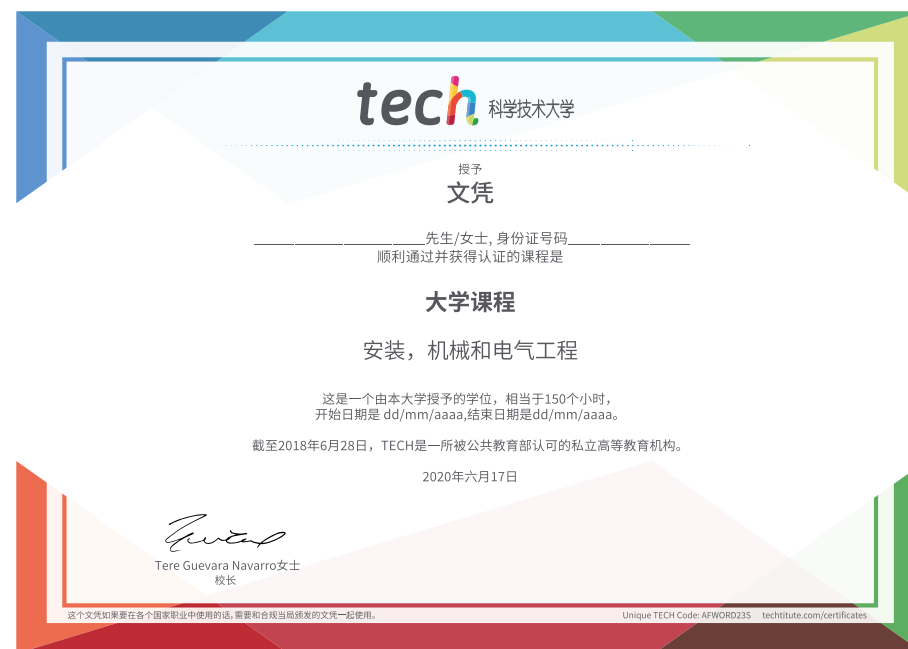 tech 科学技术大学
授予
文凭
先生/女士, 身份证号码
顺利通过并获得认证的课程是
大学课程
安装，机械和电气工程
这是一个由本大学授予的学位，相当于150个小时，
开始日期是 dd/mm/aaaa,结束日期是dd/mm/aaaa。
截至2018年6月28日，TECH是一所被公共教育部认可的私立高等教育机构。
2020年六月17日
Tere Guevara Navarro女士
校长
这个文凭如果要在各个国家职业中使用的话,需要和合规当局颁发的文凭一起使用。
Unique TECH Code: AFWORD23S techtitute.com/certificates